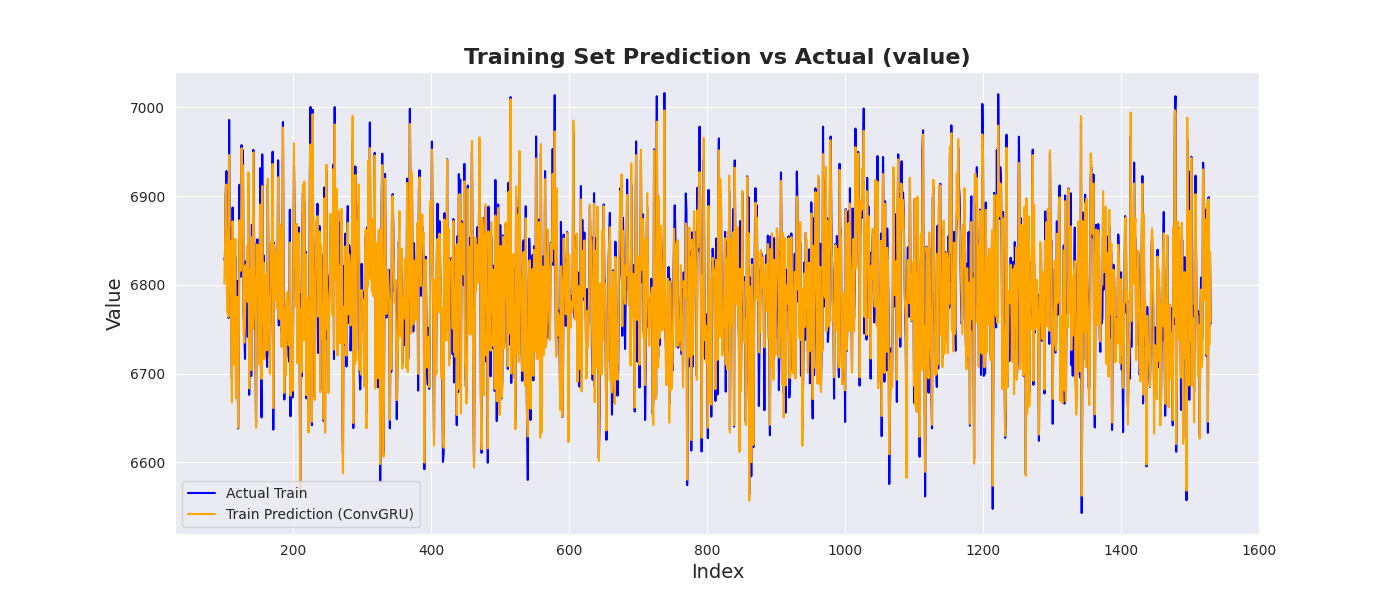 Training Set Prediction vs Actual (value)
7000
6900
6800
6700
6600
Value
Actual Train
Train Prediction (ConvGRU)
200 400 600 800 1000 1200 1400 1600
Index